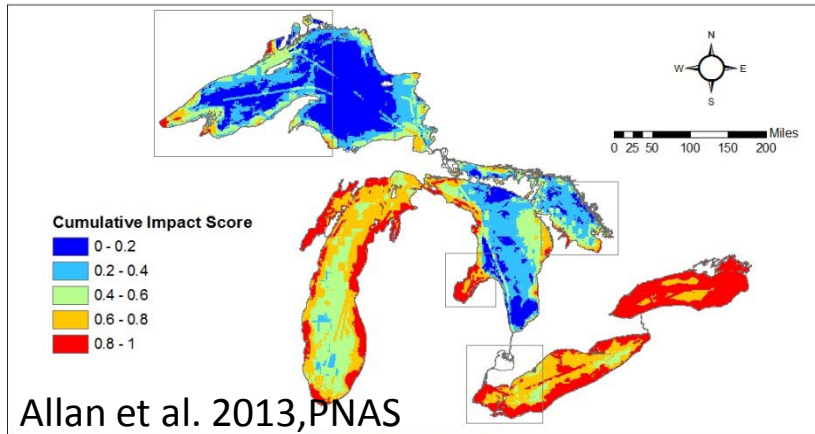 N
W E
S
Miles
0 25 50 100 150 200
Cumulative Impact Score
0 - 0.2
0.2 - 0.4
0.4 - 0.6
0.6 - 0.8
0.8 - 1
Allan et al. 2013,PNAS